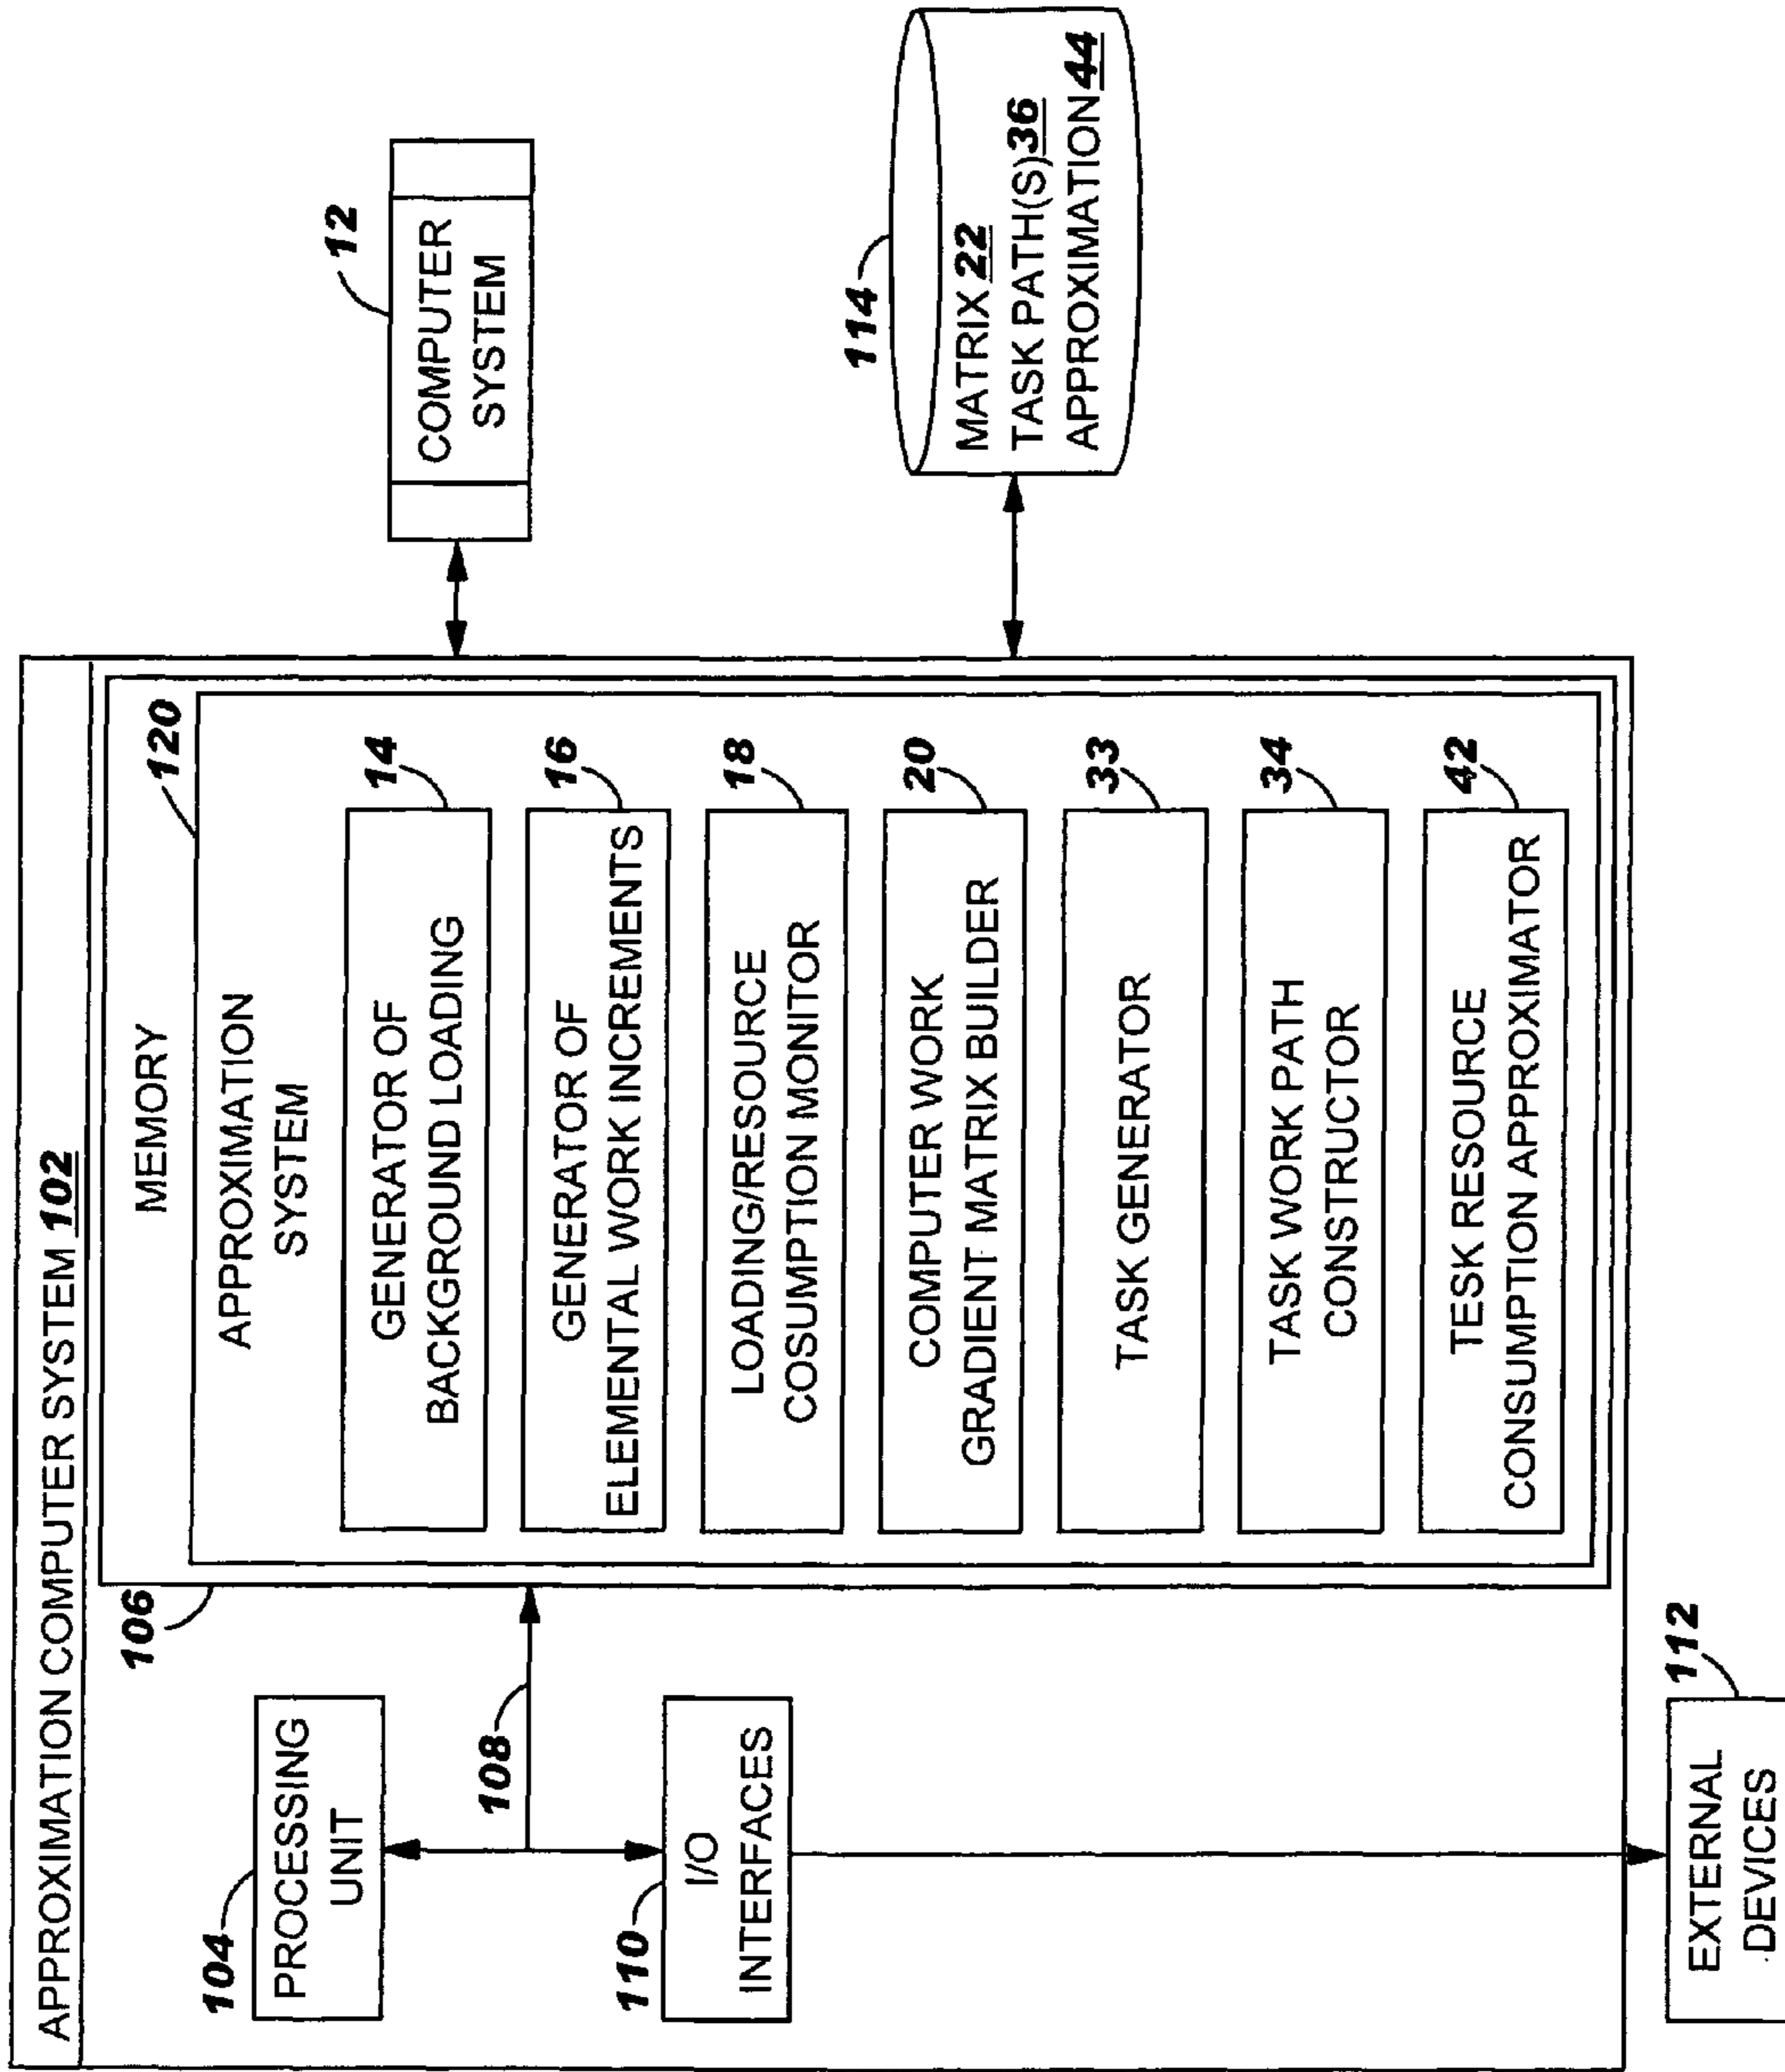 APPROXIMATION COMPUTER SYSTEM 102
104
PROCESSING
UNIT
108
110
I/O
INTERFACES
106
MEMORY
120
APPROXIMATION
SYSTEM
14
GENERATOR OF
BACKGROUND LOADING
16
GENERATOR OF
ELEMENTAL WORK INCREMENTS
18
LOADING/RESOURCE
COSUMPTION MONITOR
20
COMPUTER WORK
GRADIENT MATRIX BUILDER
33
TASK GENERATOR
34
TASK WORK PATH
CONSTRUCTOR
42
TESK RESOURCE
CONSUMPTION APPROXIMATOR
112
EXTERNAL
DEVICES
12
COMPUTER
SYSTEM
114
MATRIX 22
TASK PATH(S) 36
APPROXIMATION 44